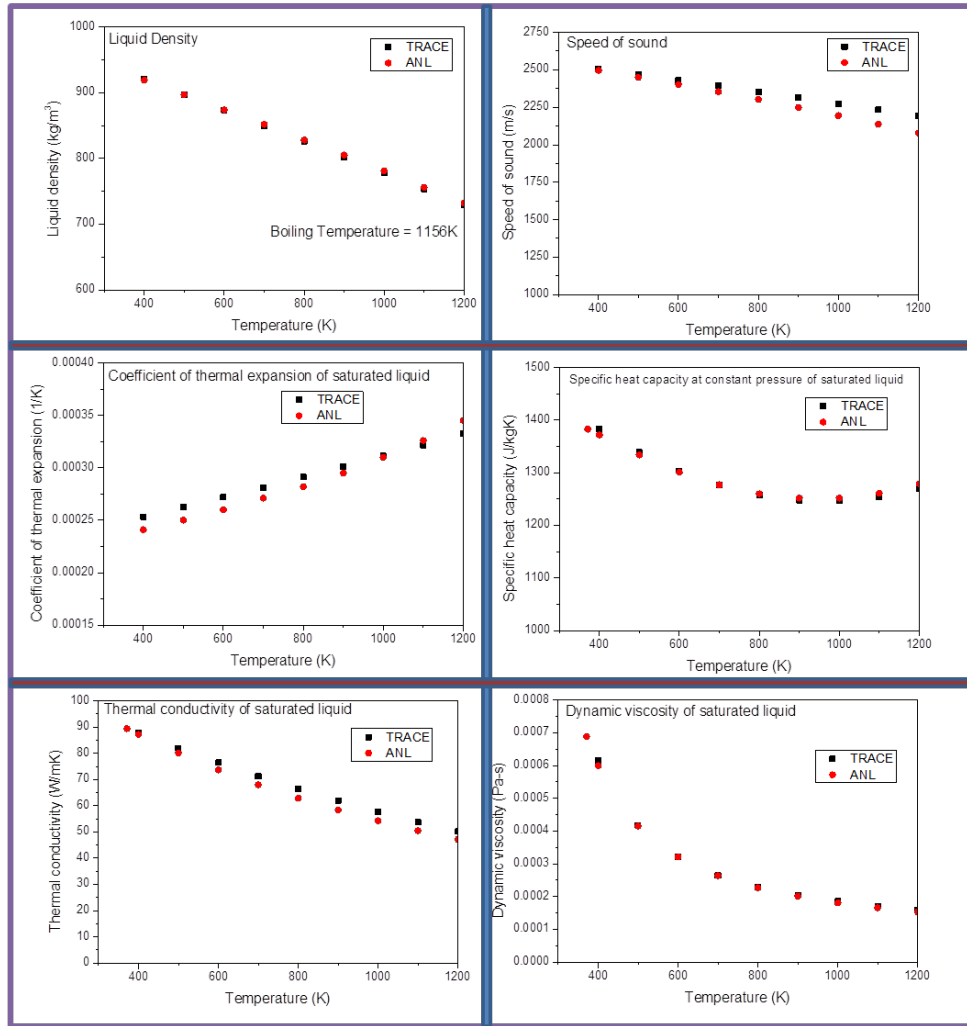 Liquid Density
TRACE
ANL
Boiling Temperature = 1156K
1000
900
800
700
600
Liquid density (kg/m³)
400
600
800
1000
1200
Temperature (K)
Speed of sound
TRACE
ANL
2750
2500
2250
2000
1750
1500
1250
1000
Speed of sound (m/s)
400
600
800
1000
1200
Temperature (K)
Coefficient of thermal expansion of saturated liquid
TRACE
ANL
0.00040
0.00035
0.00030
0.00025
0.00020
0.00015
Coefficient of thermal expansion (1/K)
400
600
800
1000
1200
Temperature (K)
Specific heat capacity at constant pressure of saturated liquid
TRACE
ANL
1500
1400
1300
1200
1100
1000
Specific heat capacity (J/kgK)
400
600
800
1000
1200
Temperature (K)
Thermal conductivity of saturated liquid
TRACE
ANL
100
90
80
70
60
50
40
30
20
10
0
Thermal conductivity (W/mK)
400
600
800
1000
1200
Temperature (K)
Dynamic viscosity of saturated liquid
TRACE
ANL
0.0008
0.0007
0.0006
0.0005
0.0004
0.0003
0.0002
0.0001
0.0000
Dynamic viscosity (Pa-s)
400
600
800
1000
1200
Temperature (K)